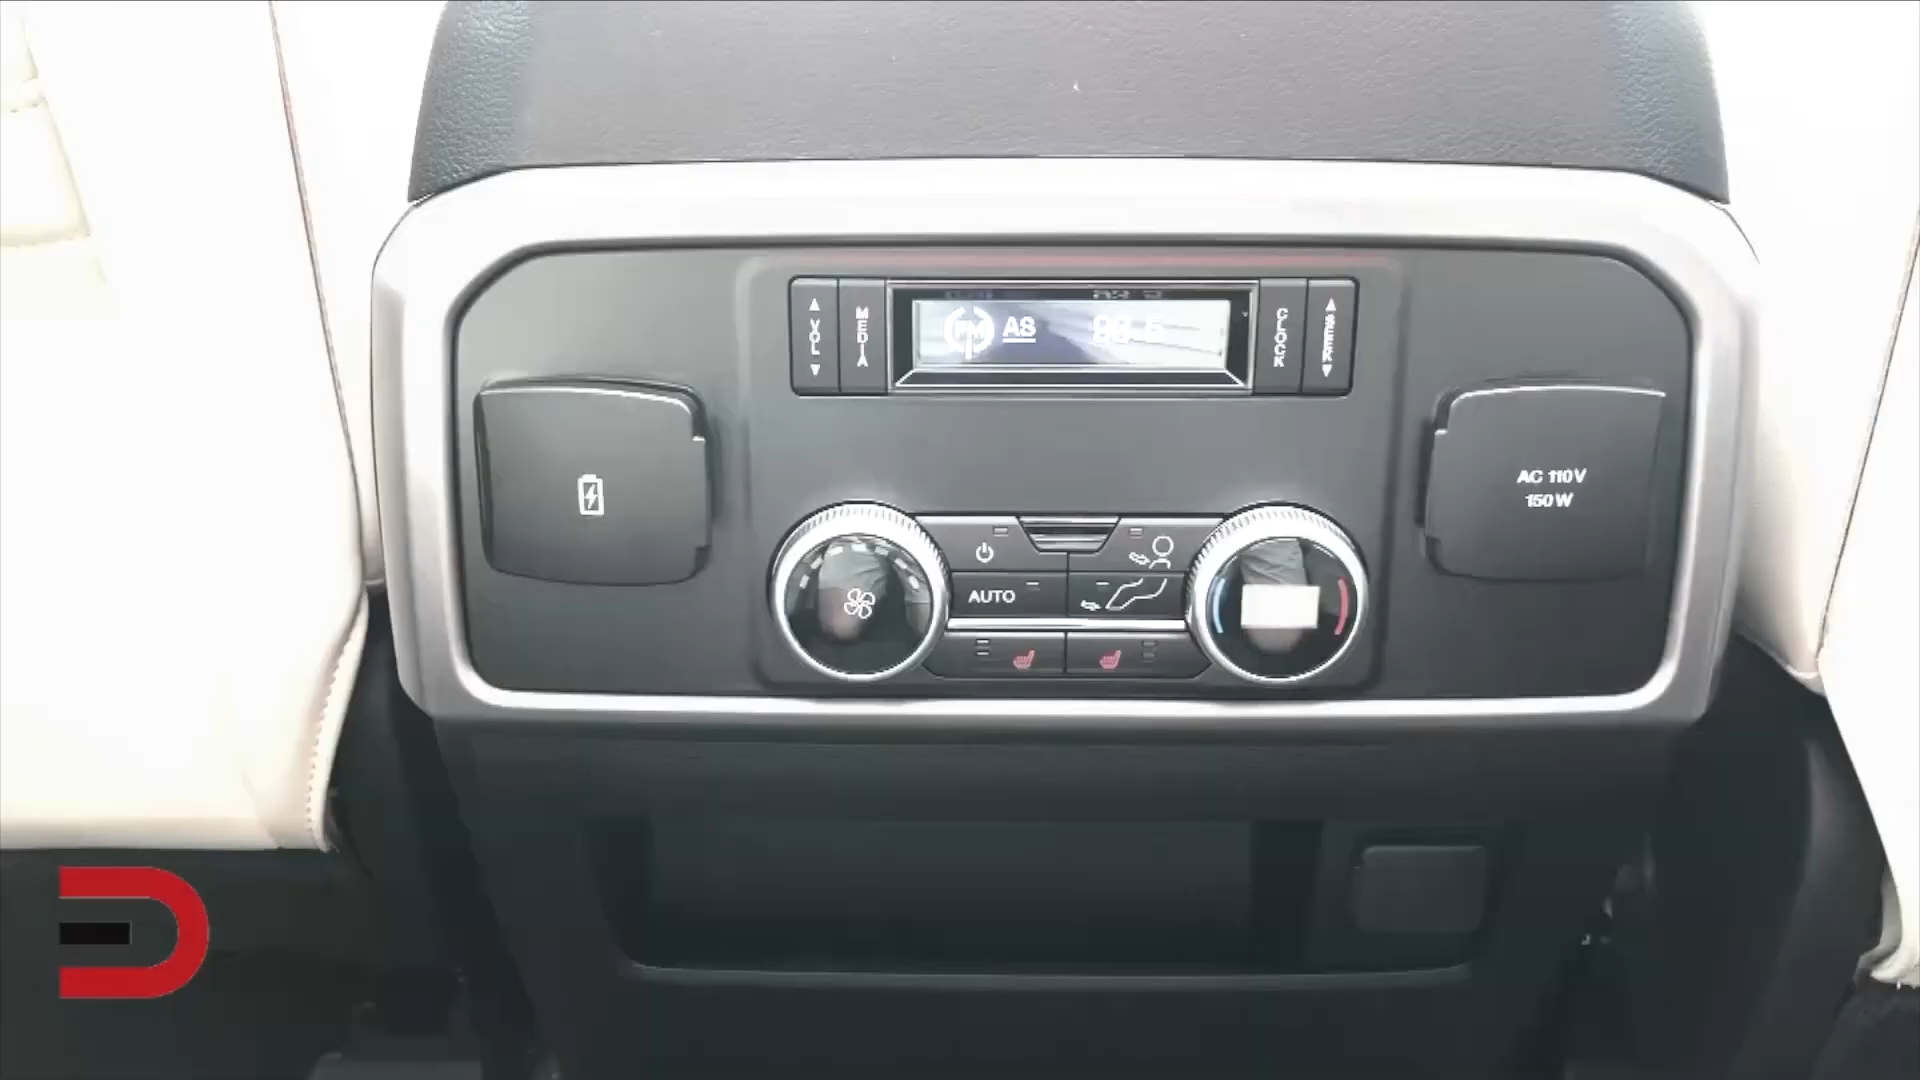 VOL
MEDIA
FM AS
CLOCK
SEEK
AC 110V
150W
AUTO